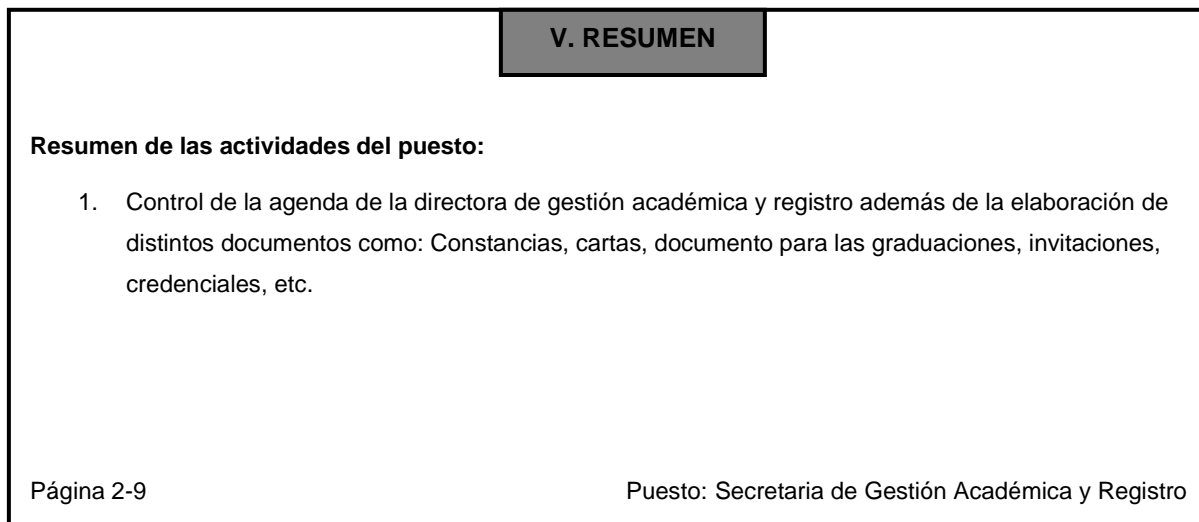 V. RESUMEN
Resumen de las actividades del puesto:
1. Control de la agenda de la directora de gestión académica y registro además de la elaboración de
distintos documentos como: Constancias, cartas, documento para las graduaciones, invitaciones,
credenciales, etc.
Página 2-9 Puesto: Secretaria de Gestión Académica y Registro